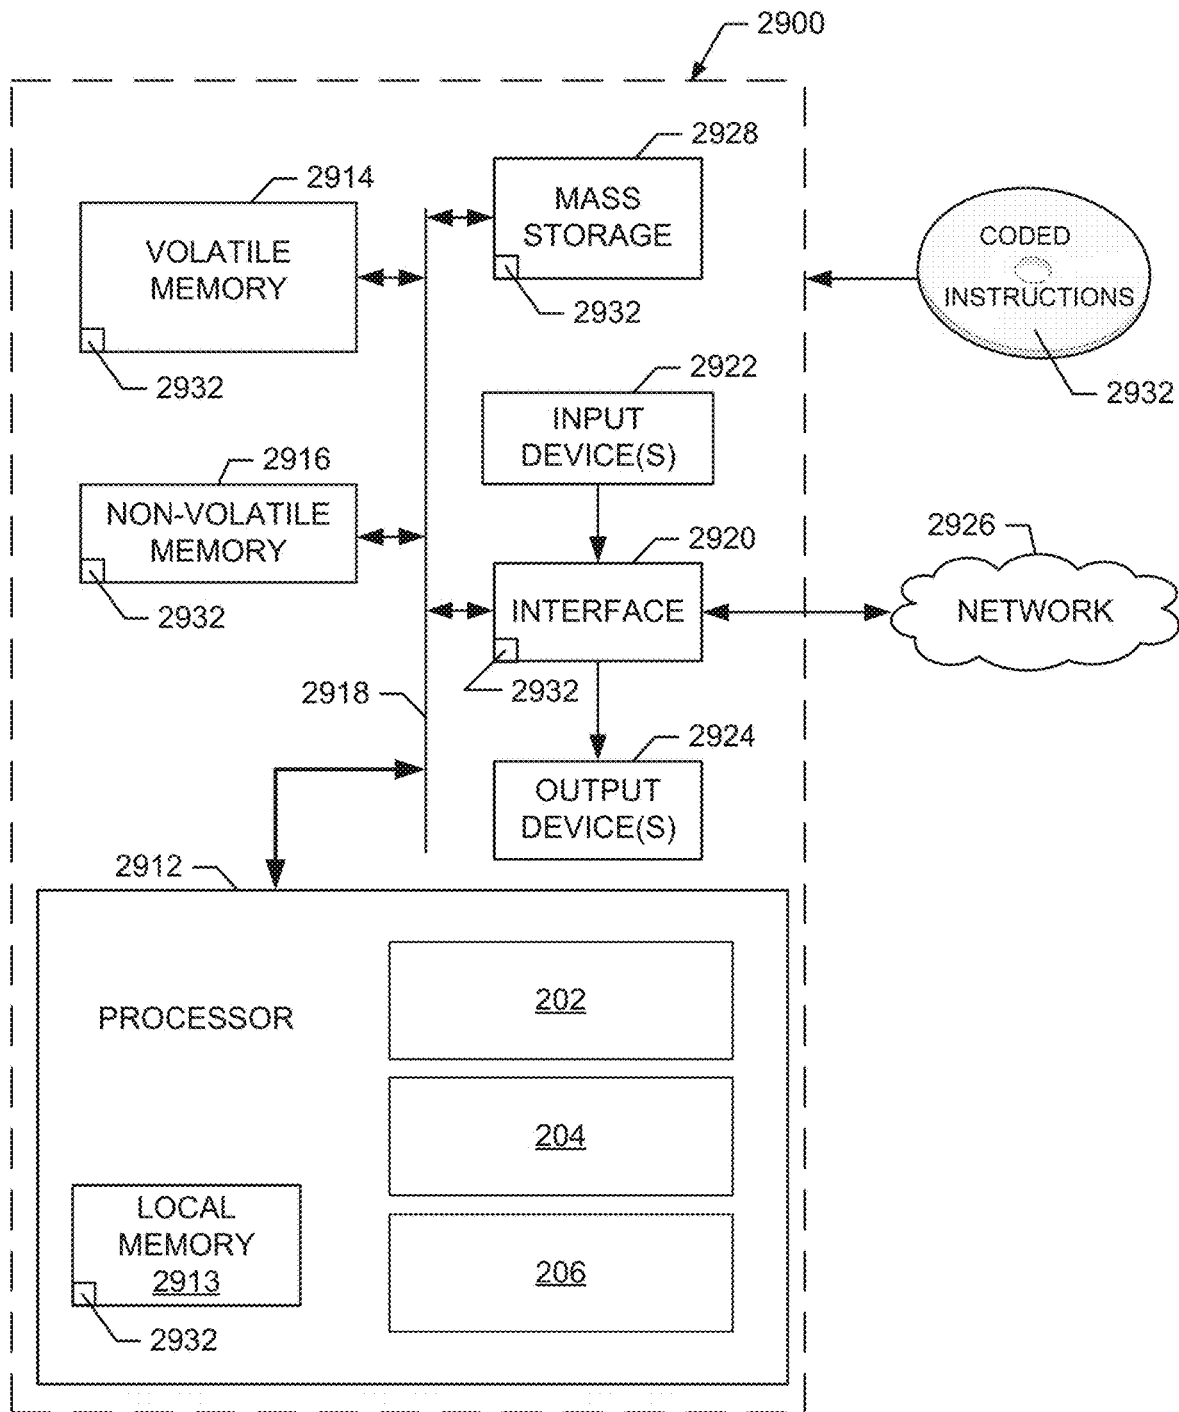 2900
2928
2914
MASS
STORAGE
VOLATILE
MEMORY
CODED
INSTRUCTIONS
2932
2932
2932
2922
INPUT
DEVICE(S)
2916
NON-VOLATILE
MEMORY
2920
2926
INTERFACE
NETWORK
2932
2932
2918
2924
OUTPUT
DEVICE(S)
2912
PROCESSOR
202
204
LOCAL
MEMORY
2913
206
2932